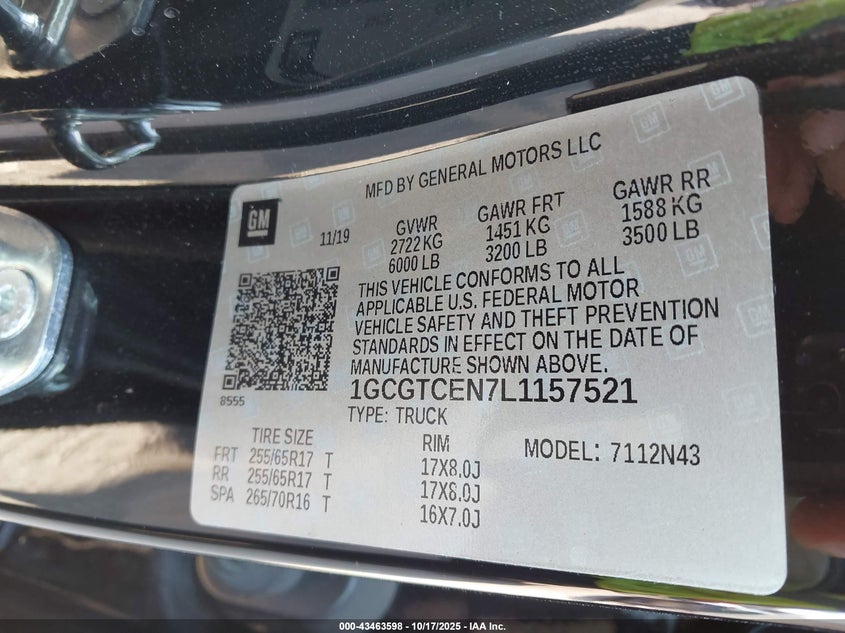 MFD BY GENERAL MOTORS LLC
GM
11/19
GVWR
2722 KG
6000 LB
GAWR FRT
1451 KG
3200 LB
GAWR RR
1588 KG
3500 LB
THIS VEHICLE CONFORMS TO ALL
APPLICABLE U.S. FEDERAL MOTOR
VEHICLE SAFETY AND THEFT PREVENTION
STANDARDS IN EFFECT ON THE DATE OF
MANUFACTURE SHOWN ABOVE.
8555
1GCGTCEN7L1157521
TYPE: TRUCK
MODEL: 7112N43
TIRE SIZE RIM
FRT 255/65R17 T 17X8.0J
RR 255/65R17 T 17X8.0J
SPA 265/70R16 T 16X7.0J
000-43463598 - 10/17/2025 - IAA Inc.